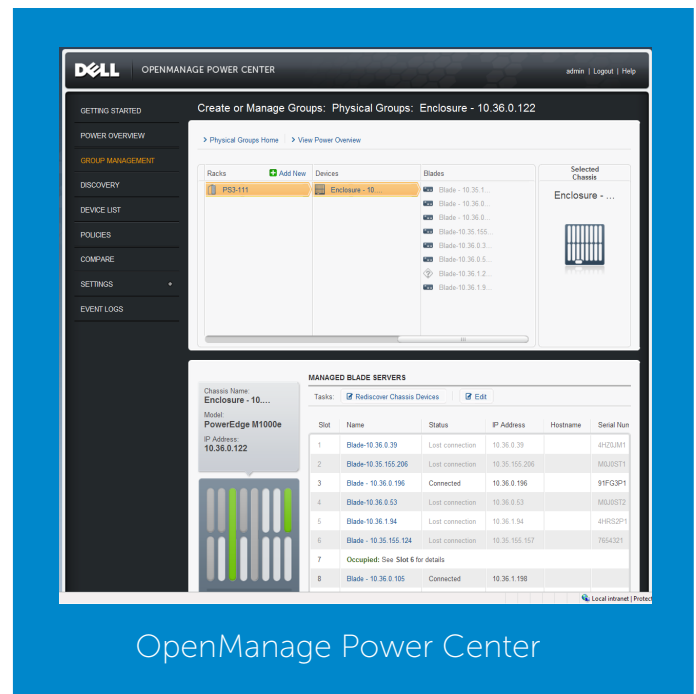 DELL OPENMANAGE POWER CENTER admin | Logout | Help
GETTING STARTED
POWER OVERVIEW
GROUP MANAGEMENT
DISCOVERY
DEVICE LIST
POLICIES
COMPARE
SETTINGS +
EVENT LOGS
Create or Manage Groups: Physical Groups: Enclosure - 10.36.0.122
> Physical Groups Home > View Power Overview
Racks Add New Devices Blades Selected
Chassis
PS3-111 Enclosure - 10.... Blade - 10.35.1... Enclosure - ...
Blade - 10.36.0...
Blade - 10.36.0...
Blade-10.35.155...
Blade-10.36.0.3...
Blade-10.36.0.5...
Blade-10.36.1.2...
Blade-10.36.1.9...
Chassis Name:
Enclosure - 10....
Model:
PowerEdge M1000e
IP Address:
10.36.0.122
MANAGED BLADE SERVERS
Tasks: Rediscover Chassis Devices Edit
Slot Name Status IP Address Hostname Serial Num
1 Blade-10.36.0.39 Lost connection 10.36.0.39 4HZ0JM1
2 Blade-10.35.155.206 Lost connection 10.35.155.206 M0J0ST1
3 Blade - 10.36.0.196 Connected 10.36.0.196 91FG3P1
4 Blade-10.36.0.53 Lost connection 10.36.0.53 M0J0ST2
5 Blade-10.36.1.94 Lost connection 10.36.1.94 4HRS2P1
6 Blade - 10.35.155.124 Lost connection 10.35.155.157 7654321
7 Occupied: See Slot 6 for details
8 Blade - 10.36.0.105 Connected 10.36.1.198
Local intranet | Protec
OpenManage Power Center